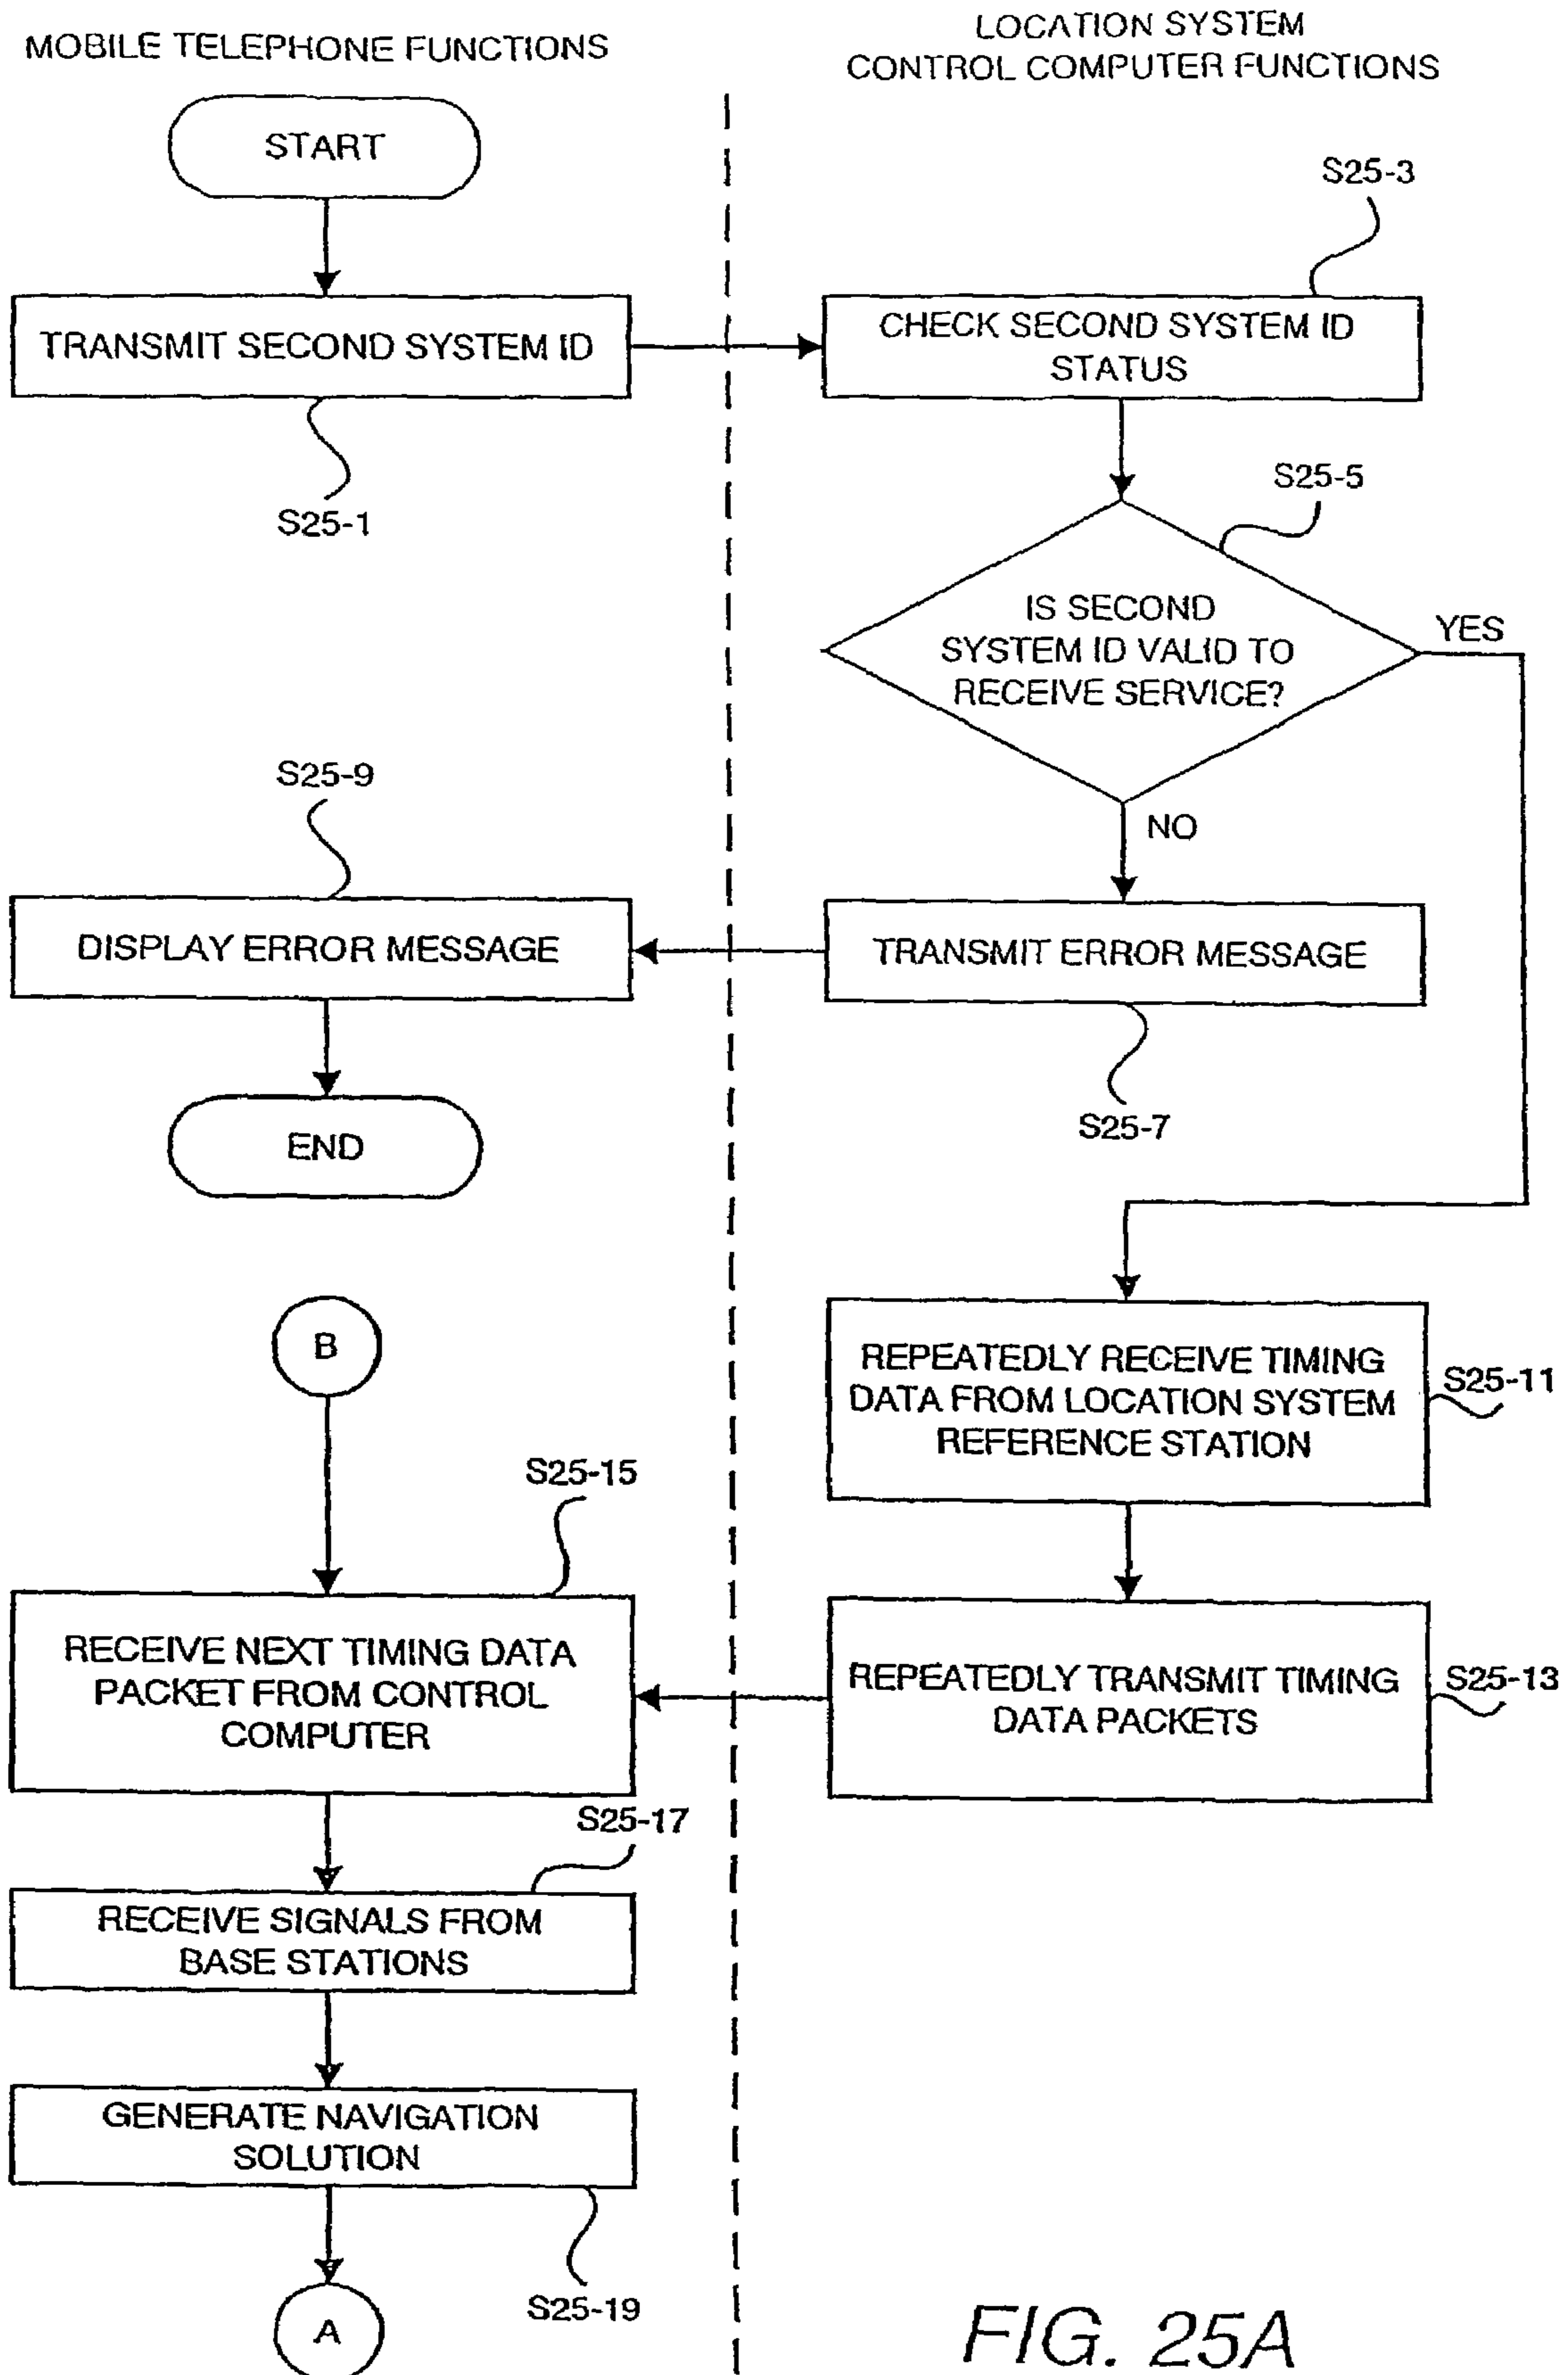 MOBILE TELEPHONE FUNCTIONS
LOCATION SYSTEM
CONTROL COMPUTER FUNCTIONS
START
S25-3
TRANSMIT SECOND SYSTEM ID
CHECK SECOND SYSTEM ID
STATUS
S25-1
S25-5
IS SECOND
SYSTEM ID VALID TO
RECEIVE SERVICE?
YES
NO
S25-9
DISPLAY ERROR MESSAGE
TRANSMIT ERROR MESSAGE
S25-7
END
B
REPEATEDLY RECEIVE TIMING
DATA FROM LOCATION SYSTEM
REFERENCE STATION
S25-11
S25-15
RECEIVE NEXT TIMING DATA
PACKET FROM CONTROL
COMPUTER
REPEATEDLY TRANSMIT TIMING
DATA PACKETS
S25-13
S25-17
RECEIVE SIGNALS FROM
BASE STATIONS
GENERATE NAVIGATION
SOLUTION
S25-19
A
FIG. 25A